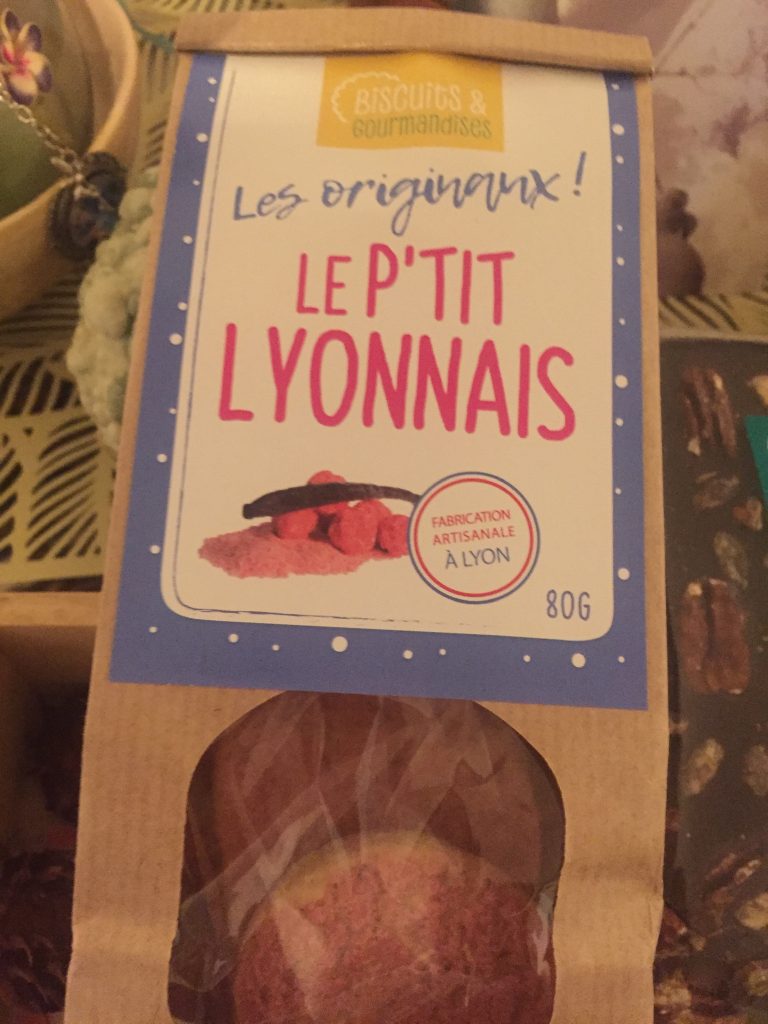 Biscuits &
Gourmandises
Les originaux !
LE P'TIT
LYONNAIS
FABRICATION
ARTISANALE
À LYON
80G